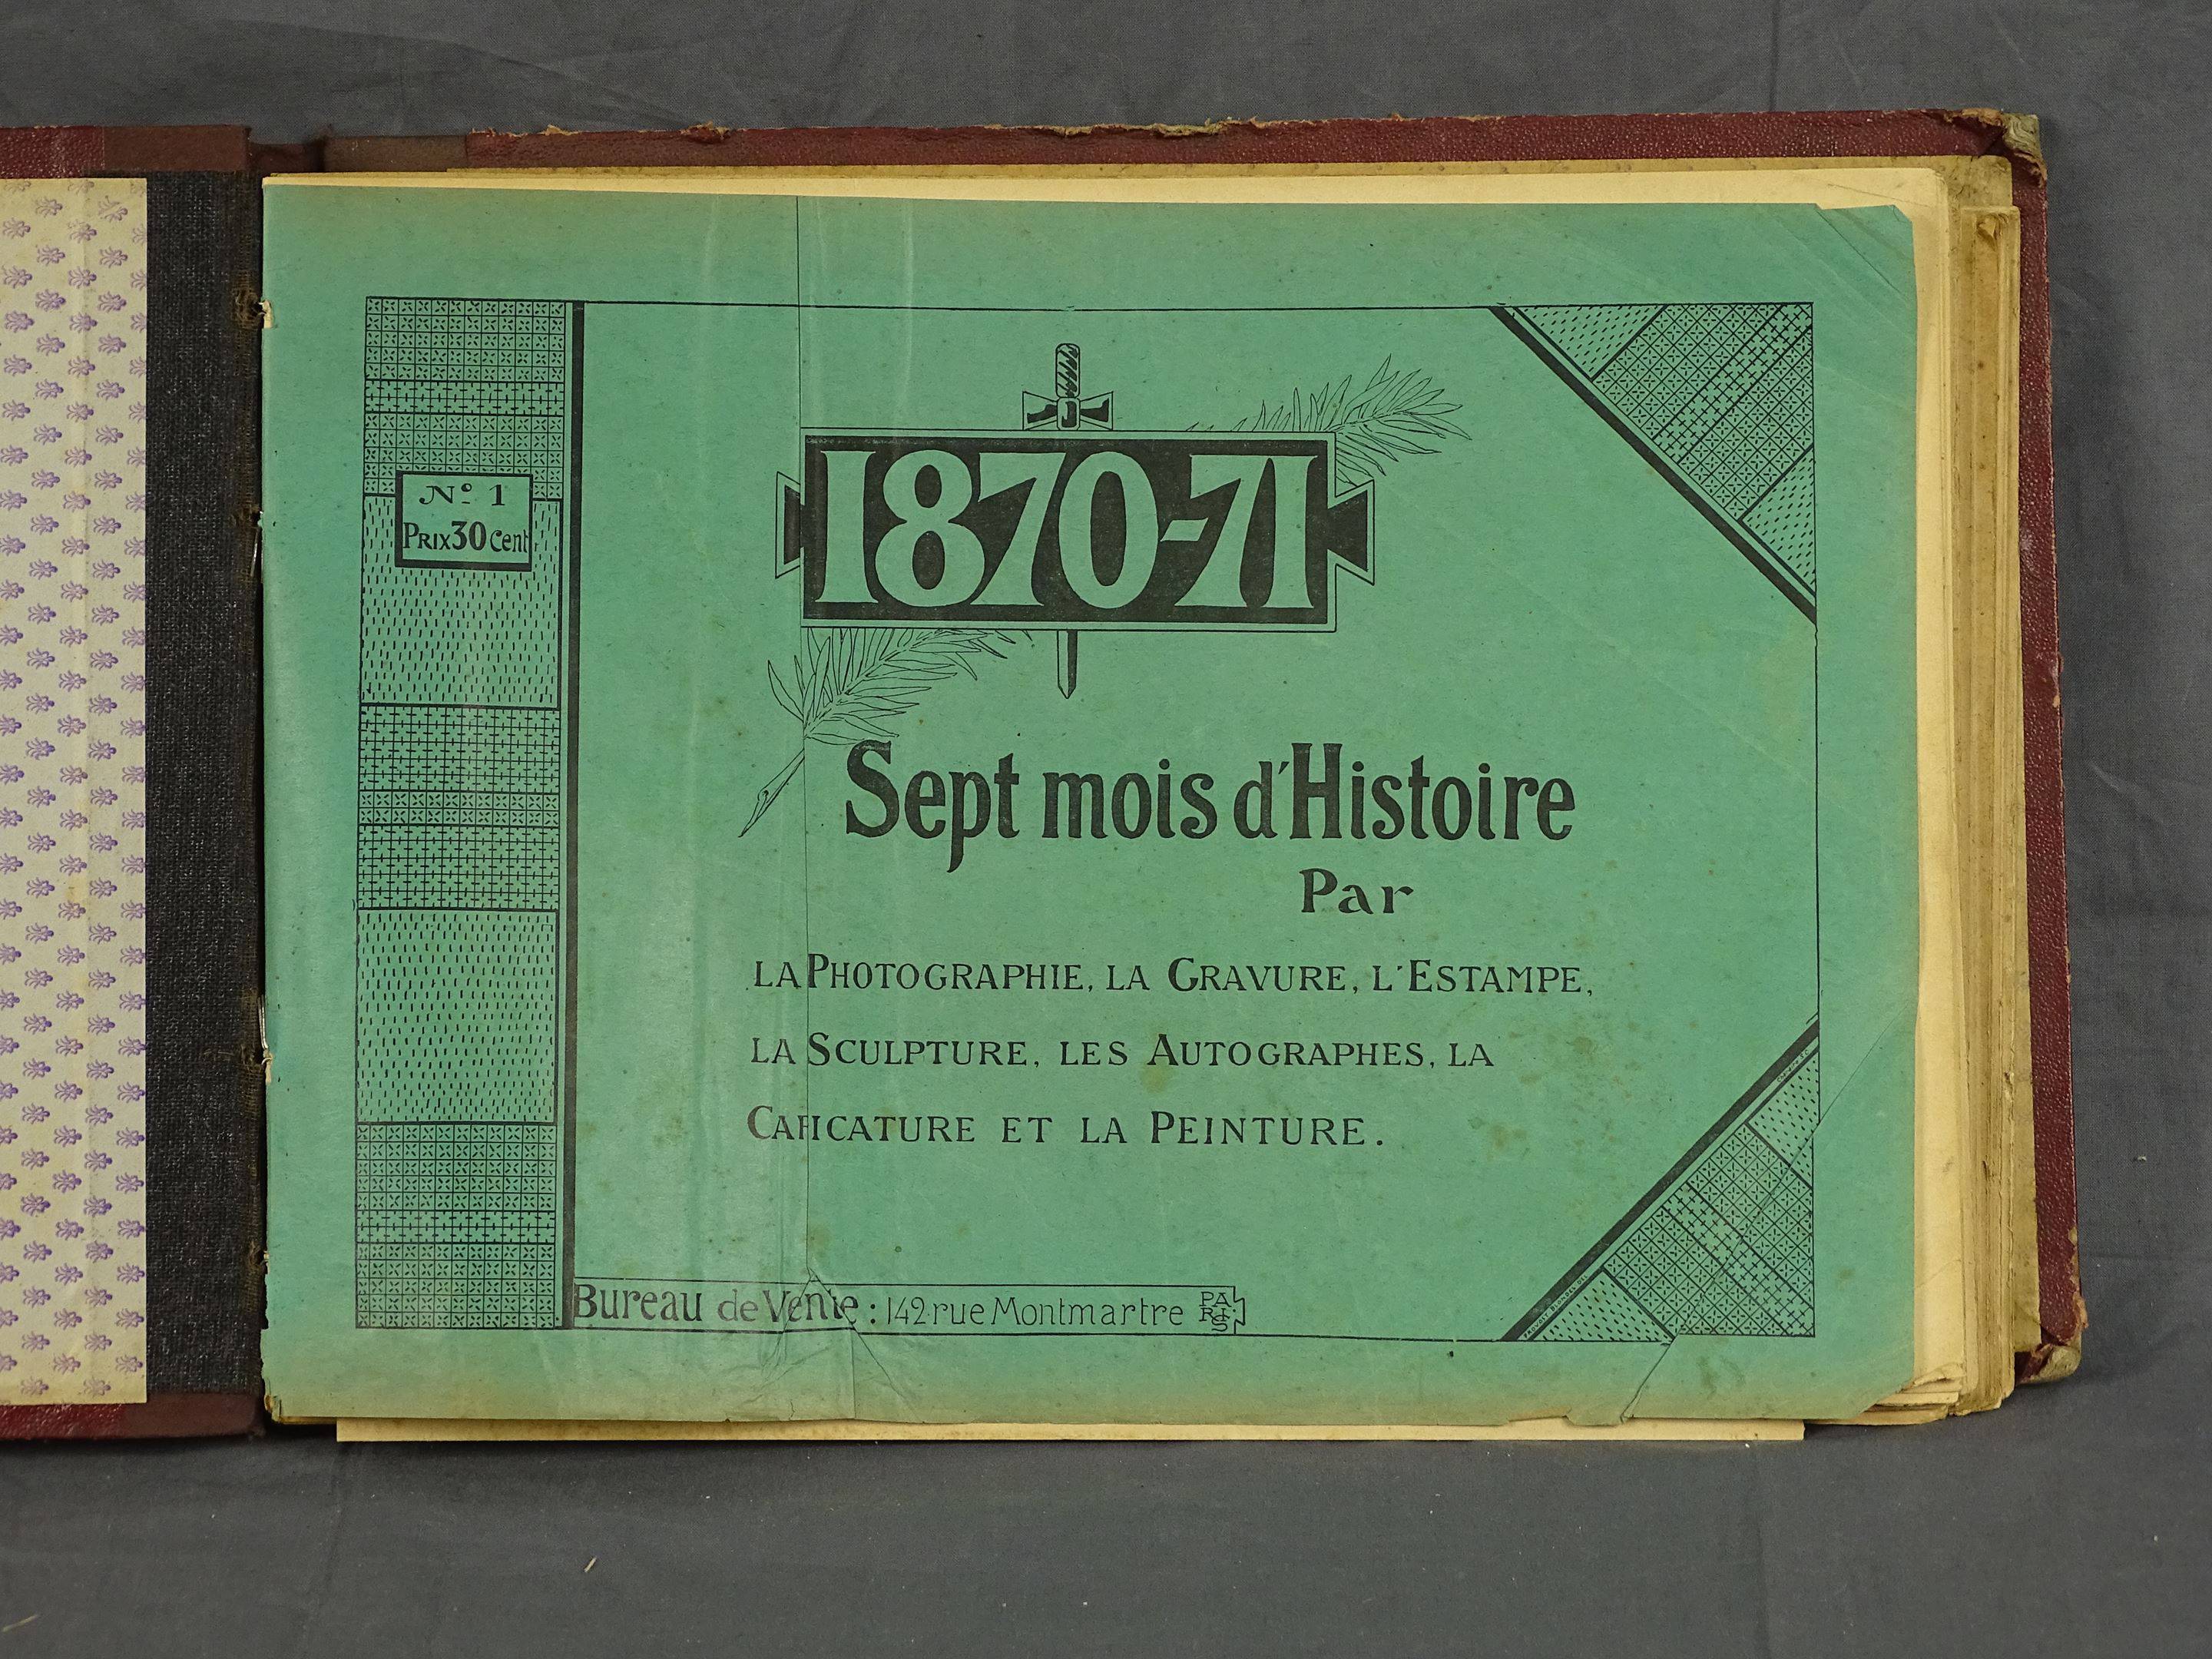 N° 1
PRIX 30 Cent.
1870-71
Sept mois d'Histoire
Par
LA PHOTOGRAPHIE, LA GRAVURE, L'ESTAMPE,
LA SCULPTURE, LES AUTOGRAPHES, LA
CARICATURE ET LA PEINTURE.
Bureau de Vente : 142 rue Montmartre PARIS